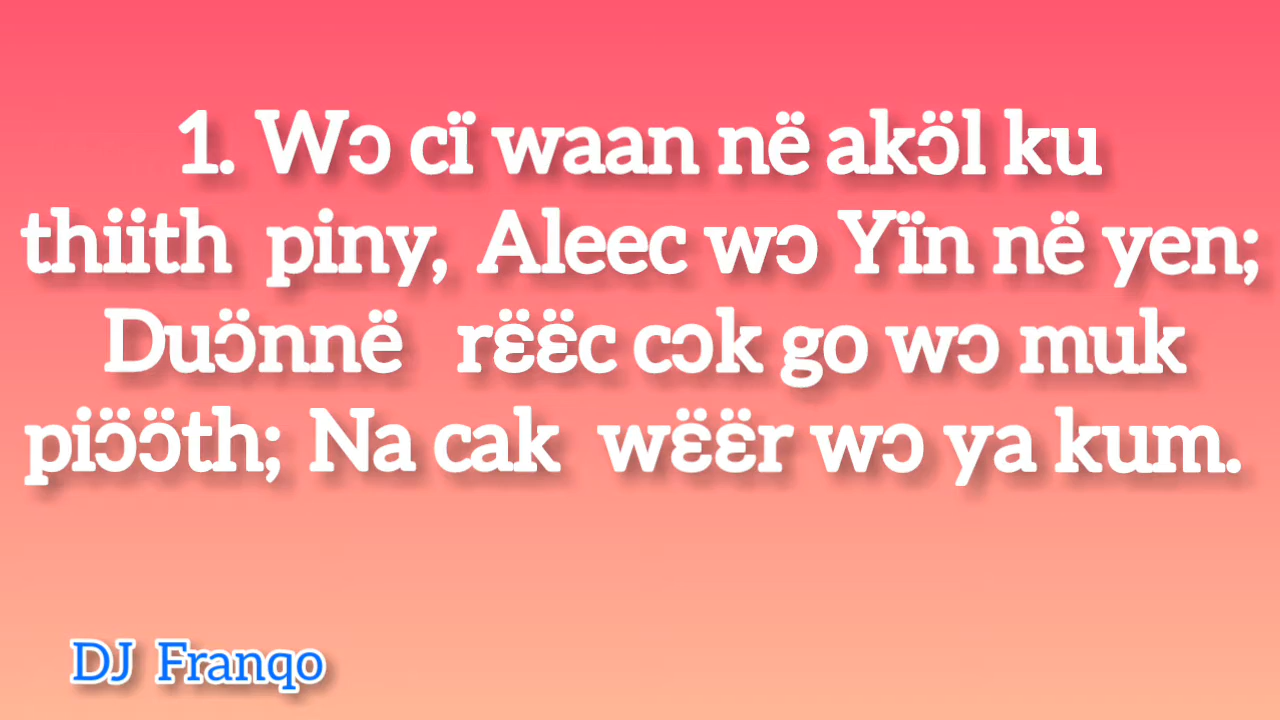 1. Wɔ cï waan në akɔ̈l ku
thïith piny, Aleec wɔ Yïn në yen;
Duɔ̈nnë rɛ̈ɛ̈c cɔk go wɔ muk
piɔ̈ɔ̈th; Na cak wɛ̈ɛ̈r wɔ ya kum.
DJ Franqo